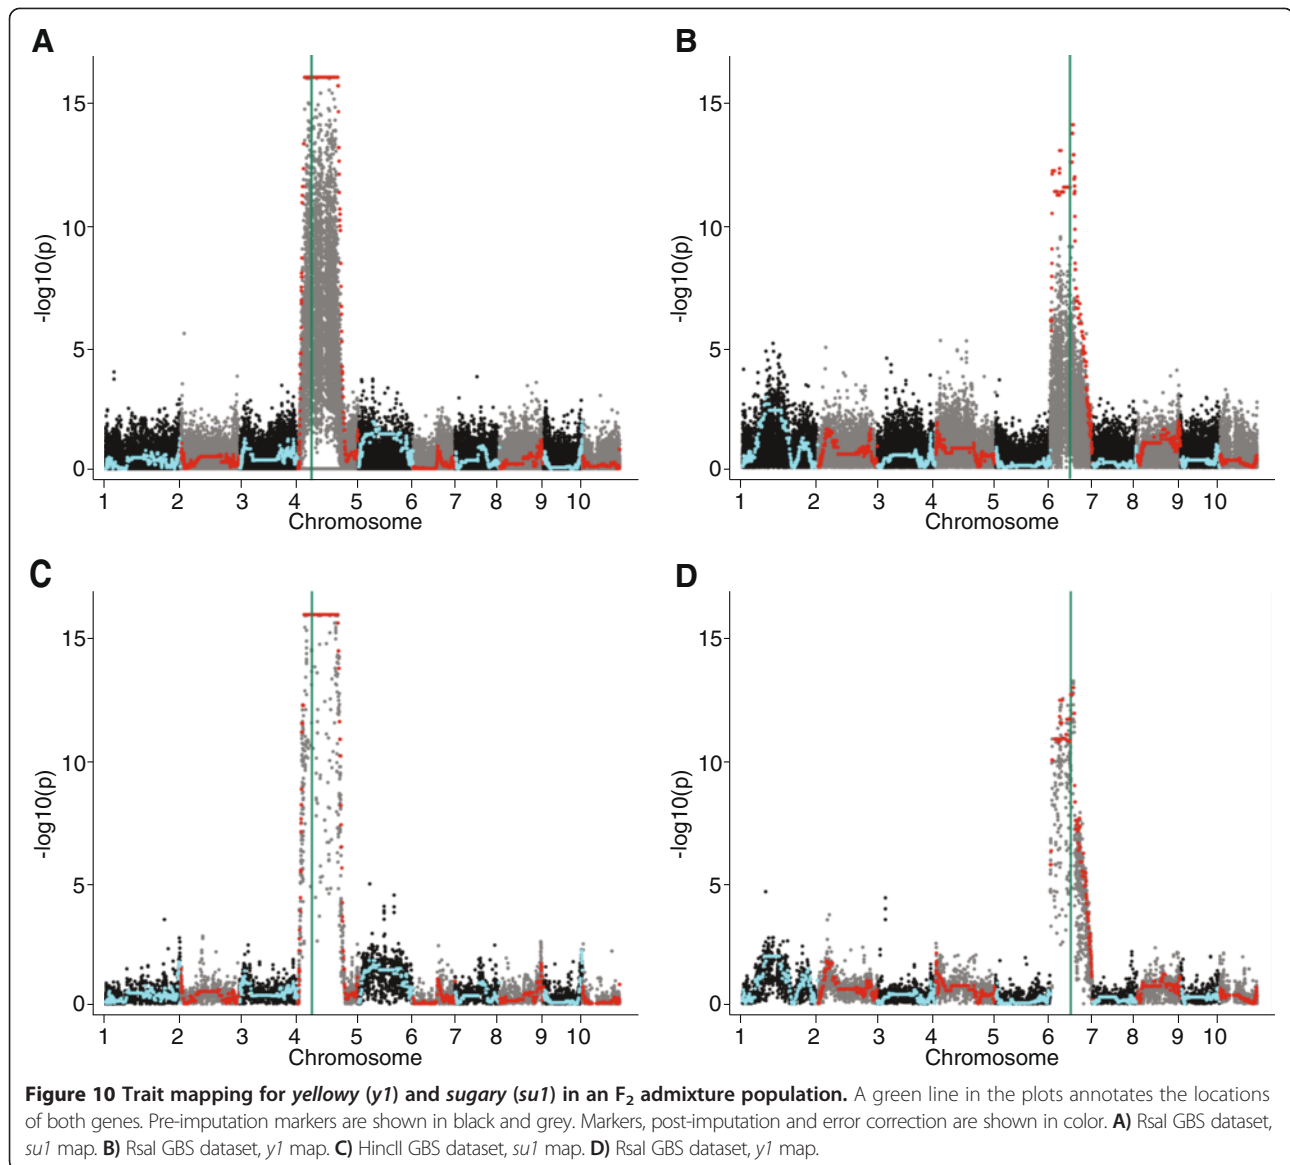 A
B
15
10
5
0
-log10(p)
1 2 3 4 5 6 7 8 9 10
Chromosome
15
10
5
0
-log10(p)
1 2 3 4 5 6 7 8 9 10
Chromosome
C
D
15
10
5
0
-log10(p)
1 2 3 4 5 6 7 8 9 10
Chromosome
15
10
5
0
-log10(p)
1 2 3 4 5 6 7 8 9 10
Chromosome
Figure 10 Trait mapping for yellowy (y1) and sugary (su1) in an F2 admixture population. A green line in the plots annotates the locations
of both genes. Pre-imputation markers are shown in black and grey. Markers, post-imputation and error correction are shown in color. A) RsaI GBS dataset,
su1 map. B) RsaI GBS dataset, y1 map. C) HincII GBS dataset, su1 map. D) RsaI GBS dataset, y1 map.